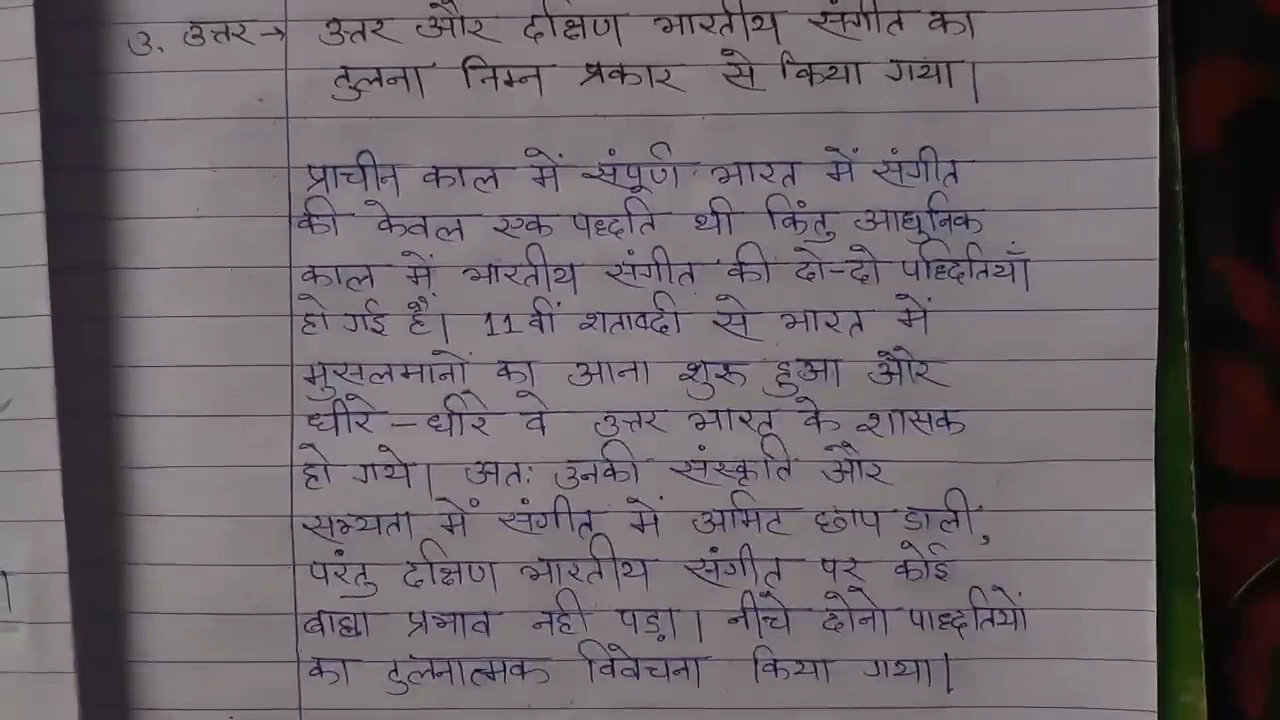 3. उत्तर → उत्तर और दक्षिण भारतीय संगीत का
तुलना निम्न प्रकार से किया गया।
प्राचीन काल में संपूर्ण भारत में संगीत
की केवल एक पध्दति थी किंतु आधुनिक
काल में भारतीय संगीत की दो-दो पध्दितियाँ
हो गई हैं। 11वीं शताब्दी से भारत में
मुसलमानों का आना शुरू हुआ और
धीरे-धीरे वे उत्तर भारत के शासक
हो गये। अतः उनकी संस्कृति और
सभ्यता में संगीत में अमिट छाप डाली,
परंतु दक्षिण भारतीय संगीत पर कोई
बाह्य प्रभाव नही पड़ा। नीचे दोनो पाध्दतियों
का तुलनात्मक विवेचना किया गया।